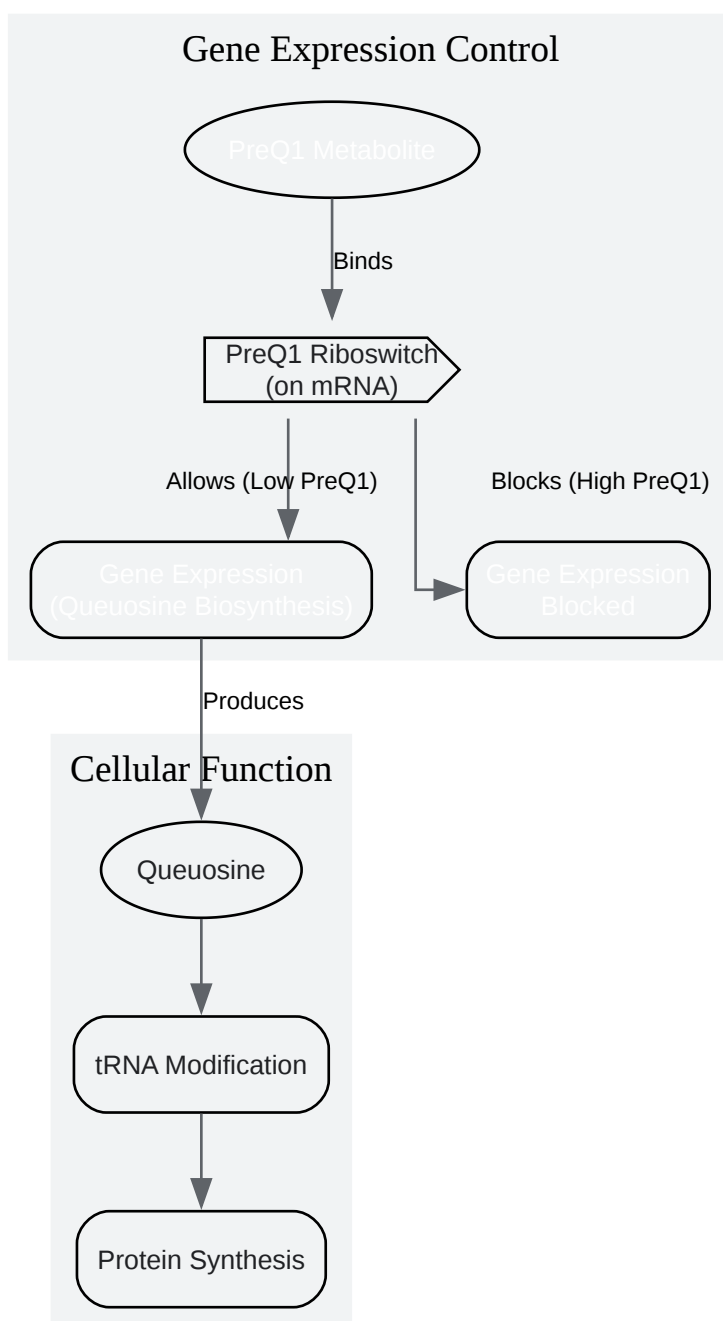 Gene Expression Control
PreQ1 Metabolite
Binds
PreQ1 Riboswitch
(on mRNA)
Allows (Low PreQ1)
Blocks (High PreQ1)
Gene Expression
(Queuosine Biosynthesis)
Gene Expression
Blocked
Produces
Cellular Function
Queuosine
tRNA Modification
Protein Synthesis